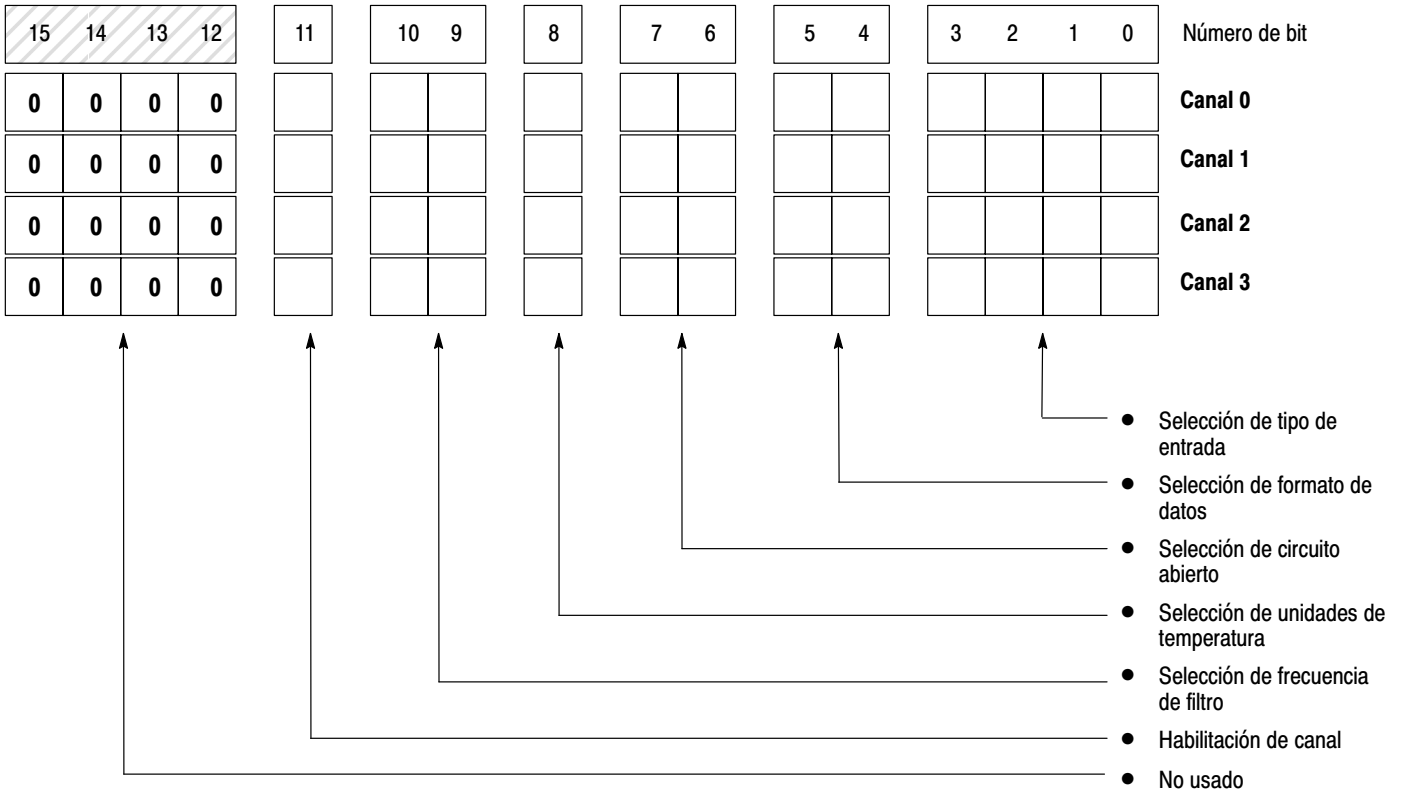 15 14 13 12 11 10 9 8 7 6 5 4 3 2 1 0 Número de bit
0 0 0 0 Canal 0
0 0 0 0 Canal 1
0 0 0 0 Canal 2
0 0 0 0 Canal 3
● Selección de tipo de
entrada
● Selección de formato de
datos
● Selección de circuito
abierto
● Selección de unidades de
temperatura
● Selección de frecuencia
de filtro
● Habilitación de canal
● No usado